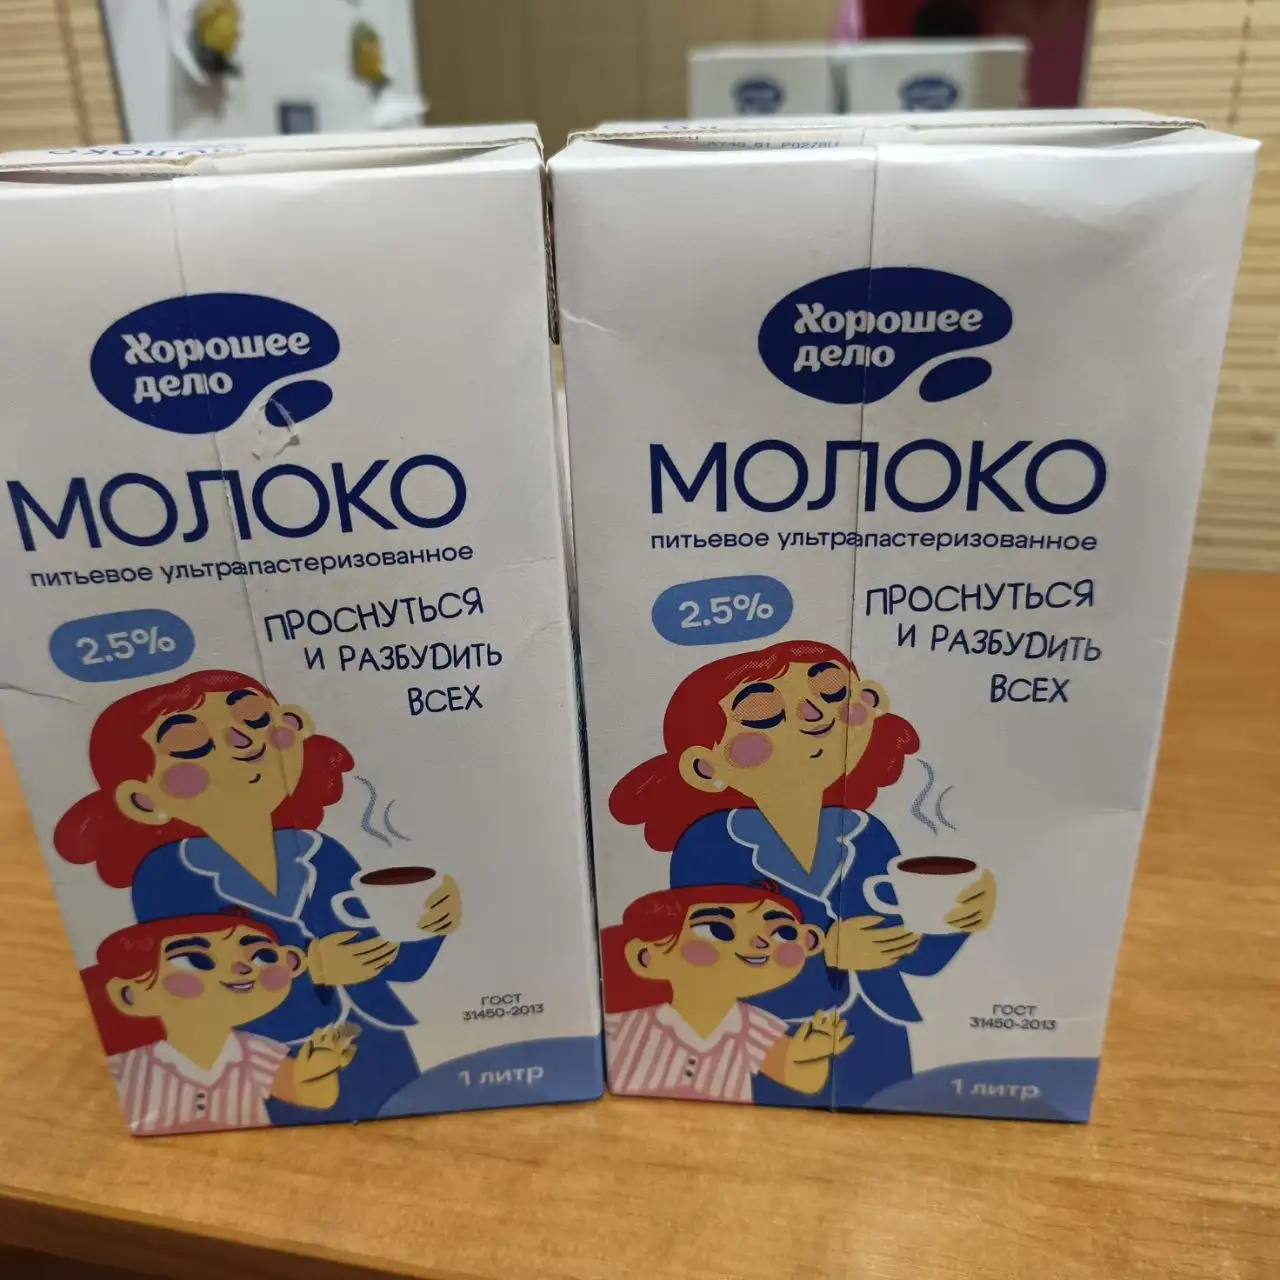 Хорошее
дело
МОЛОКО
питьевое ультрапастеризованное
2.5%
ПРОСНУТЬСЯ
И РАЗБУДИТЬ
ВСЕХ
ГОСТ
31450-2013
1 литр
Хорошее
дело
МОЛОКО
питьевое ультрапастеризованное
2.5%
ПРОСНУТЬСЯ
И РАЗБУДИТЬ
ВСЕХ
ГОСТ
31450-2013
1 литр